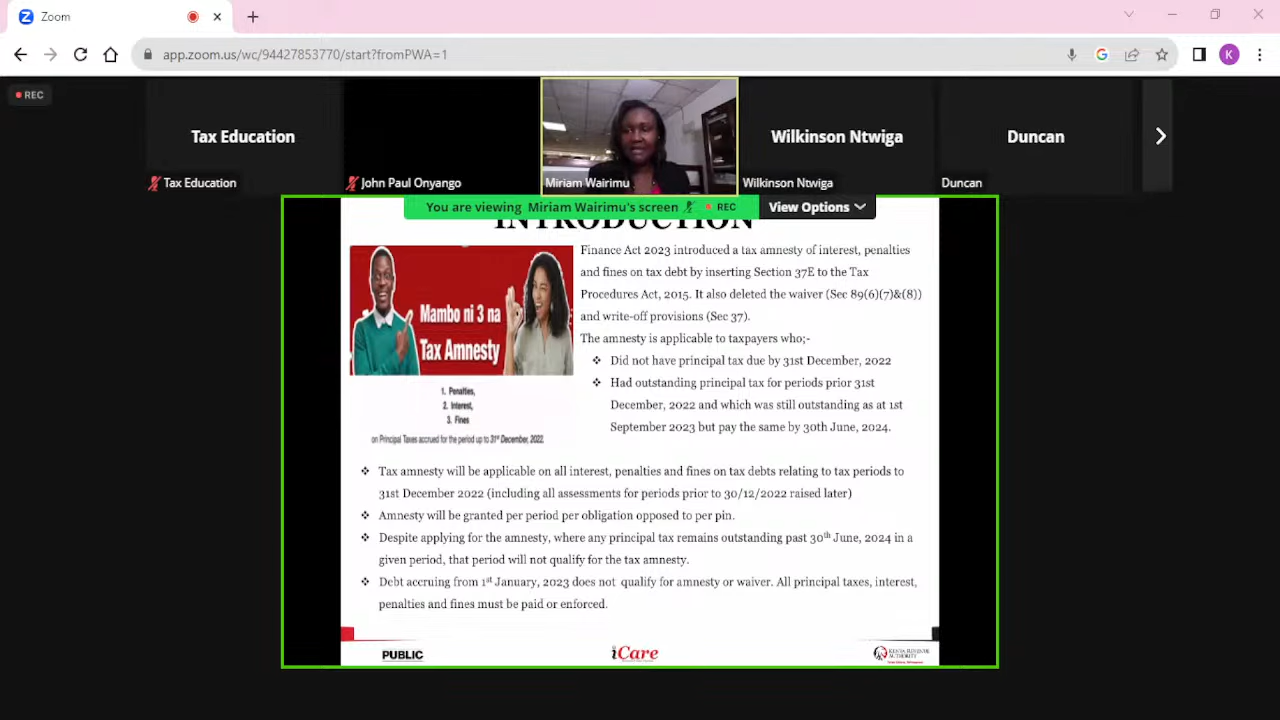 Zoom
app.zoom.us/wc/94427853770/start?fromPWA=1
K
REC
Tax Education
Wilkinson Ntwiga
Duncan
Tax Education
John Paul Onyango
Miriam Wairimu
Wilkinson Ntwiga
Duncan
You are viewing Miriam Wairimu's screen REC View Options
INTRODUCTION
Finance Act 2023 introduced a tax amnesty of interest, penalties
and fines on tax debt by inserting Section 37E to the Tax
Procedures Act, 2015. It also deleted the waiver (Sec 89(6)(7)&(8))
and write-off provisions (Sec 37).
The amnesty is applicable to taxpayers who;-
❖ Did not have principal tax due by 31st December, 2022
❖ Had outstanding principal tax for periods prior 31st
December, 2022 and which was still outstanding as at 1st
September 2023 but pay the same by 30th June, 2024.
Mambo ni 3 na
Tax Amnesty
1. Penalties,
2. Interest,
3. Fines
on Principal Taxes accrued for the period up to 31st December, 2022.
❖ Tax amnesty will be applicable on all interest, penalties and fines on tax debts relating to tax periods to
31st December 2022 (including all assessments for periods prior to 30/12/2022 raised later)
❖ Amnesty will be granted per period per obligation opposed to per pin.
❖ Despite applying for the amnesty, where any principal tax remains outstanding past 30th June, 2024 in a
given period, that period will not qualify for the tax amnesty.
❖ Debt accruing from 1st January, 2023 does not qualify for amnesty or waiver. All principal taxes, interest,
penalties and fines must be paid or enforced.
PUBLIC
iCare
KENYA REVENUE
AUTHORITY